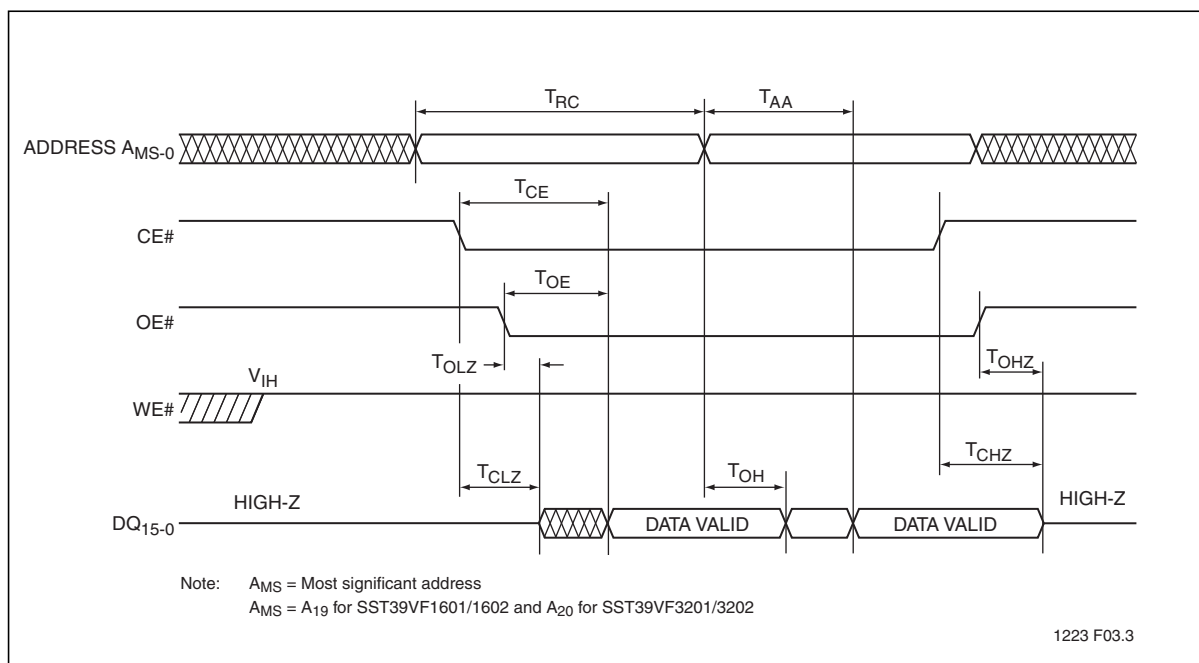 TRC
TAA
ADDRESS AMS-0
TCE
CE#
TOE
OE#
TOLZ
TOHZ
VIH
WE#
TCHZ
TCLZ
TOH
HIGH-Z
HIGH-Z
DQ15-0
DATA VALID
DATA VALID
Note: AMS = Most significant address
AMS = A19 for SST39VF1601/1602 and A20 for SST39VF3201/3202
1223 F03.3